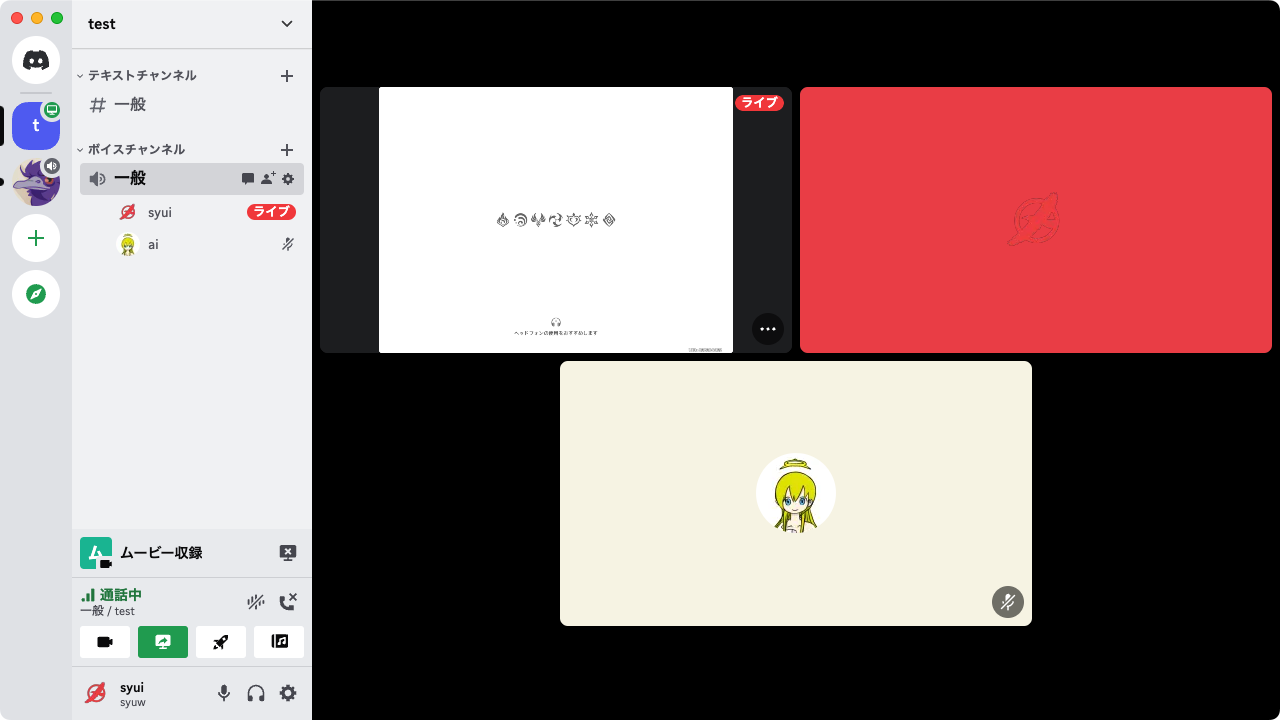 test
テキストチャンネル
一般
t
ボイスチャンネル
一般
syui
ライブ
ai
ムービー収録
通話中
一般 / test
syui
syuw
ライブ
ヘッドフォンの使用をおすすめします